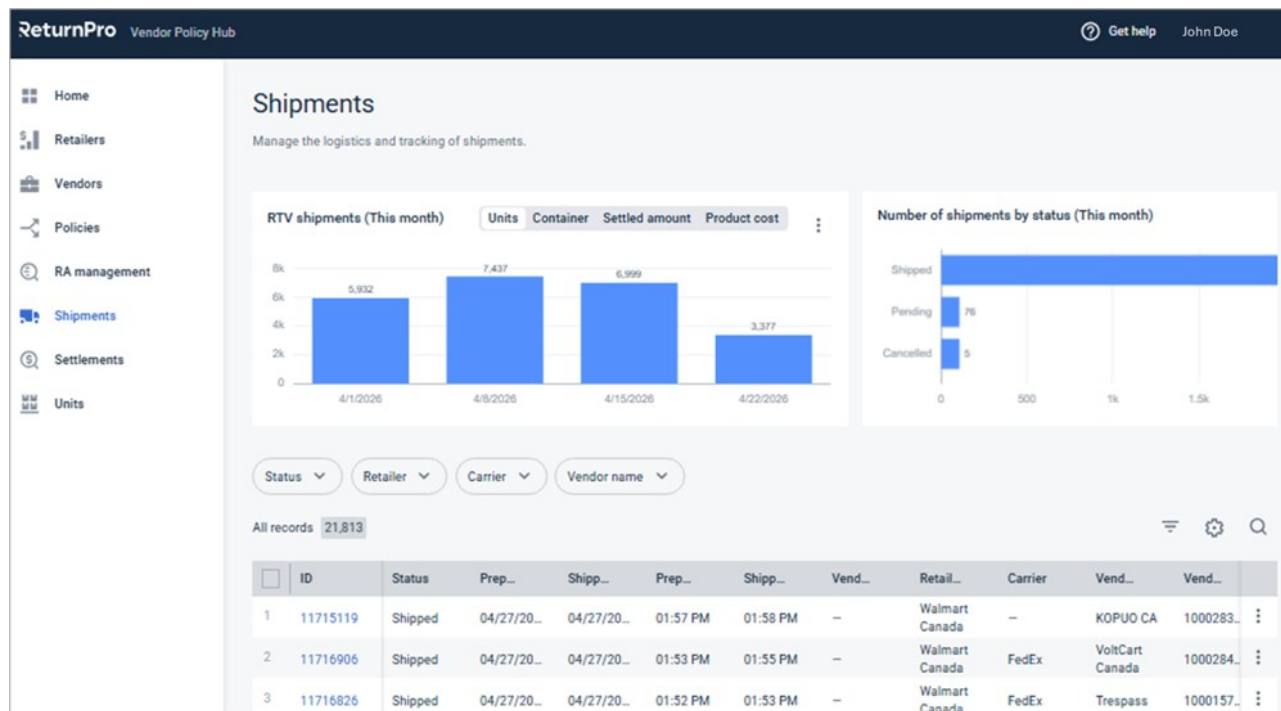 ReturnPro Vendor Policy Hub
Get help John Doe
Home
Retailers
Vendors
Policies
RA management
Shipments
Settlements
Units
Shipments
Manage the logistics and tracking of shipments.
RTV shipments (This month) Units Container Settled amount Product cost
8k
6k
4k
2k
0
5,932
7,437
6,999
3,377
4/1/2026 4/8/2026 4/15/2026 4/22/2026
Number of shipments by status (This month)
Shipped
Pending 76
Cancelled 5
0 500 1k 1.5k
Status Retailer Carrier Vendor name
All records 21,813
ID Status Prep... Shipp... Prep... Shipp... Vend... Retail... Carrier Vend... Vend...
1 11715119 Shipped 04/27/20... 04/27/20... 01:57 PM 01:58 PM – Walmart Canada – KOPUO CA 1000283...
2 11716906 Shipped 04/27/20... 04/27/20... 01:53 PM 01:55 PM – Walmart Canada FedEx VoltCart Canada 1000284...
3 11716826 Shipped 04/27/20... 04/27/20... 01:52 PM 01:53 PM – Walmart Canada FedEx Trespass 1000157...